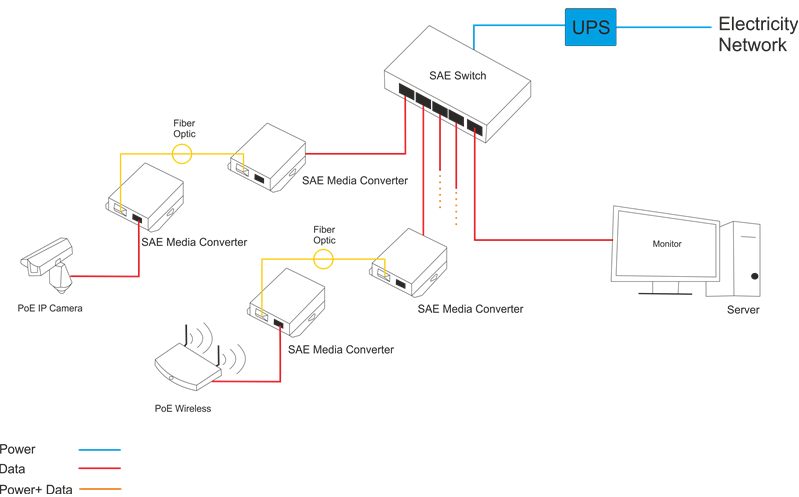 UPS
Electricity
Network
SAE Switch
Fiber
Optic
SAE Media Converter
SAE Media Converter
Fiber
Optic
Monitor
PoE IP Camera
SAE Media Converter
Server
SAE Media Converter
PoE Wireless
Power
Data
Power+ Data